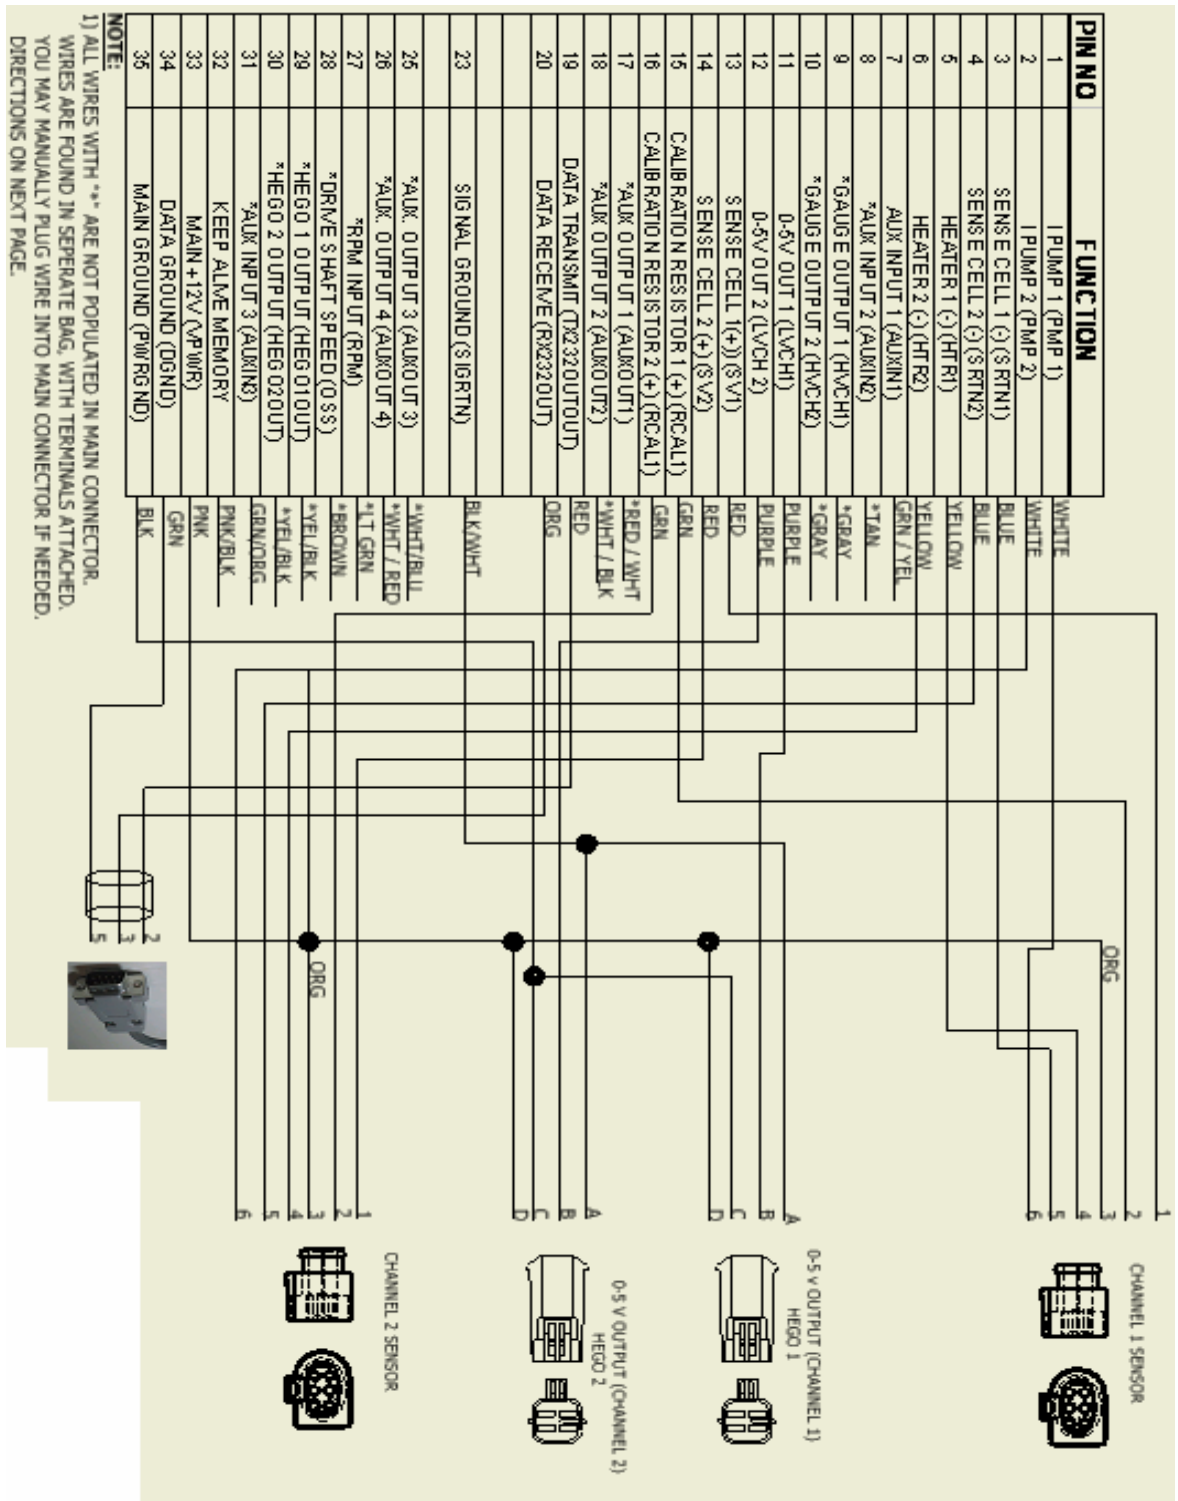 PIN NO FUNCTION
1 I PUMP 1 (PMP 1) WHITE
2 I PUMP 2 (PMP 2) WHITE
3 SENSE CELL 1 (-) (SRTN1) BLUE
4 SENSE CELL 2 (-) (SRTN2) BLUE
5 HEATER 1 (-) (HTR1) YELLOW
6 HEATER 2 (-) (HTR2) YELLOW
7 AUX INPUT 1 (AUXIN1) GRN / YEL
8 *AUX INPUT 2 (AUXIN2) *TAN
9 *GAUGE OUTPUT 1 (HVCH1) *GRAY
10 *GAUGE OUTPUT 2 (HVCH2) *GRAY
11 0-5V OUT 1 (LVCH1) PURPLE
12 0-5V OUT 2 (LVCH 2) PURPLE
13 SENSE CELL 1(+)) (SV1) RED
14 SENSE CELL 2 (+) (SV2) RED
15 CALIBRATION RESISTOR 1 (+) (RCAL1) GRN
16 CALIBRATION RESISTOR 2 (+) (RCAL1) GRN
17 *AUX OUTPUT 1 (AUXOUT1) *RED / WHT
18 *AUX OUTPUT 2 (AUXOUT2) *WHT / BLK
19 DATA TRANSMIT (TX232OUTOUT) RED
20 DATA RECEIVE (RX232OUT) ORG
23 SIGNAL GROUND (SIGRTN) BLK/WHT
25 *AUX. OUTPUT 3 (AUXOUT 3) *WHT/BLU
26 *AUX. OUTPUT 4 (AUXOUT 4) *WHT / RED
27 *RPM INPUT (RPM) *LT GRN
28 *DRIVE SHAFT SPEED (OSS) *BROWN
29 *HEGO 1 OUTPUT (HEGO1OUT) *YEL/BLK
30 *HEGO 2 OUTPUT (HEGO2OUT) *YEL/BLK
31 *AUX INPUT 3 (AUXIN3) GRN/ORG
32 KEEP ALIVE MEMORY PNK/BLK
33 MAIN +12V (VPWR) PNK
34 DATA GROUND (DGND) GRN
35 MAIN GROUND (PWRGND) BLK
NOTE:
1) ALL WIRES WITH "*" ARE NOT POPULATED IN MAIN CONNECTOR.
WIRES ARE FOUND IN SEPERATE BAG, WITH TERMINALS ATTACHED.
YOU MAY MANUALLY PLUG WIRE INTO MAIN CONNECTOR IF NEEDED.
DIRECTIONS ON NEXT PAGE.
ORG
ORG
2
3
5
1
2
3
4
5
6
CHANNEL 1 SENSOR
A
B
C
D
0-5 v OUTPUT (CHANNEL 1)
HEGO 1
A
B
C
D
0-5 V OUTPUT (CHANNEL 2)
HEGO 2
1
2
3
4
5
6
CHANNEL 2 SENSOR